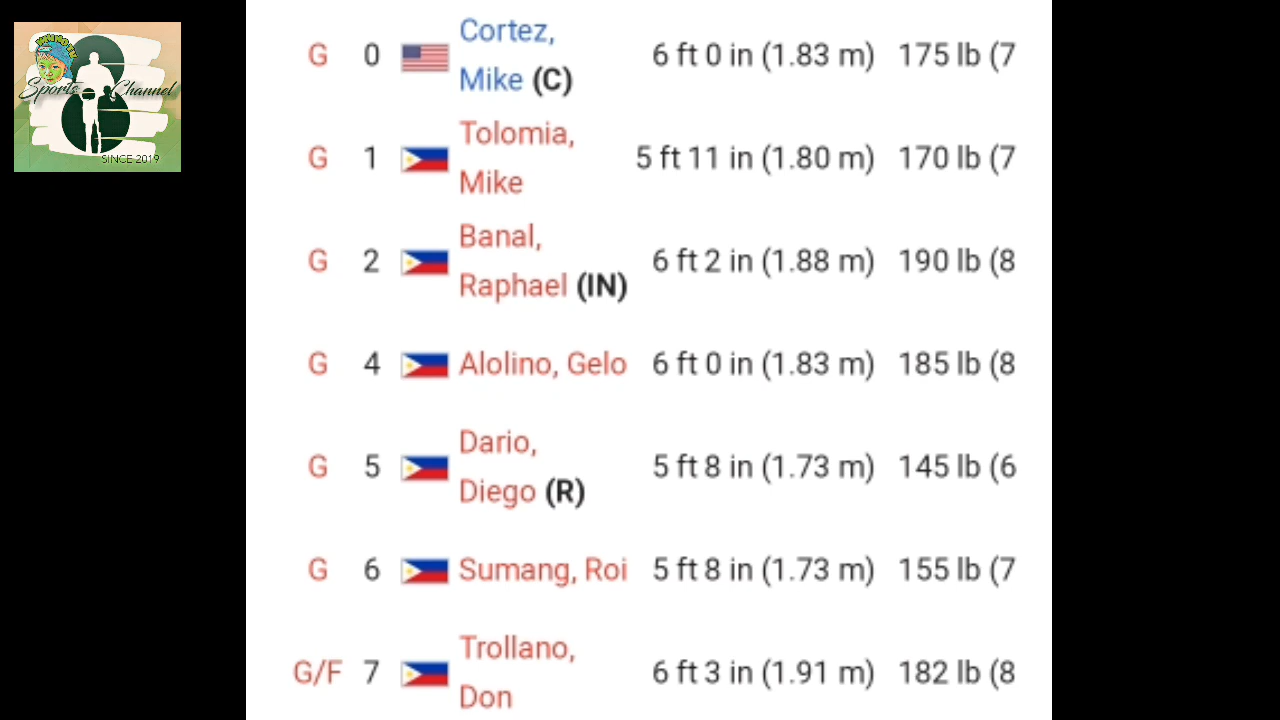 Sports Channel
SINCE 2019
G 0 Cortez, Mike (C) 6 ft 0 in (1.83 m) 175 lb (7
G 1 Tolomia, Mike 5 ft 11 in (1.80 m) 170 lb (7
G 2 Banal, Raphael (IN) 6 ft 2 in (1.88 m) 190 lb (8
G 4 Alolino, Gelo 6 ft 0 in (1.83 m) 185 lb (8
G 5 Dario, Diego (R) 5 ft 8 in (1.73 m) 145 lb (6
G 6 Sumang, Roi 5 ft 8 in (1.73 m) 155 lb (7
G/F 7 Trollano, Don 6 ft 3 in (1.91 m) 182 lb (8